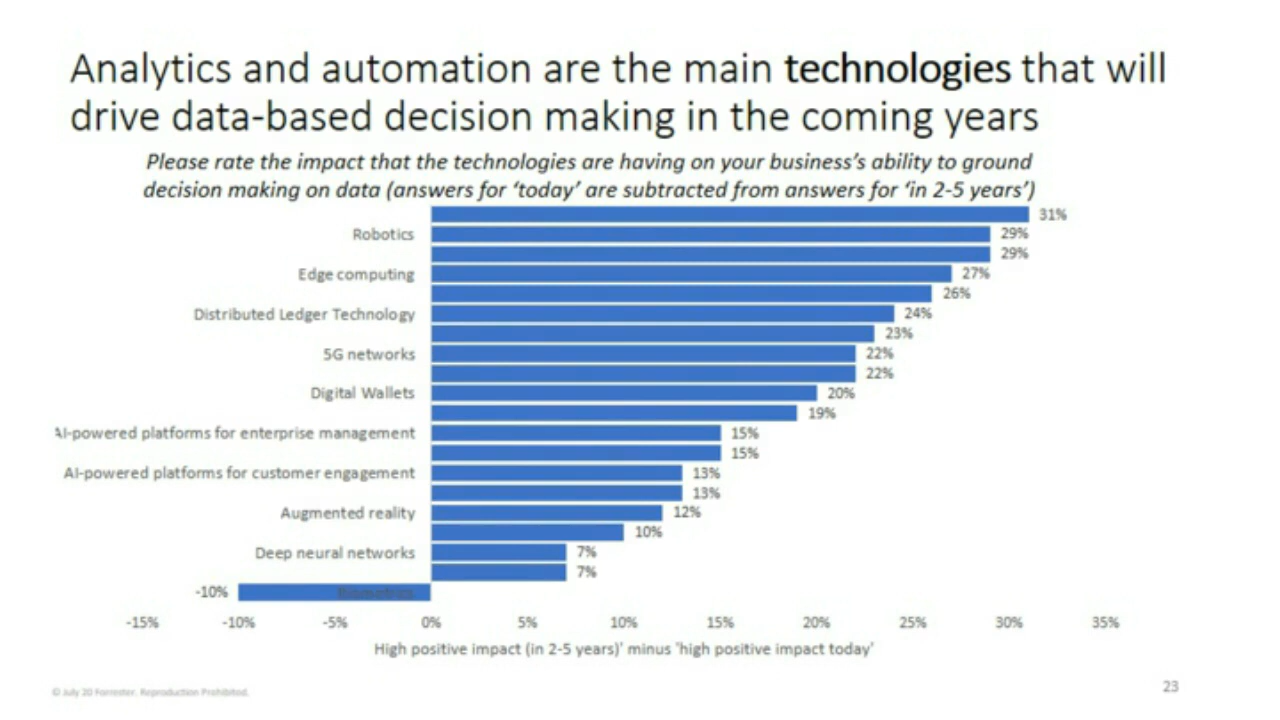 Analytics and automation are the main technologies that will
drive data-based decision making in the coming years
Please rate the impact that the technologies are having on your business's ability to ground
decision making on data (answers for 'today' are subtracted from answers for 'in 2-5 years')
31%
Robotics 29%
29%
Edge computing 27%
26%
Distributed Ledger Technology 24%
23%
5G networks 22%
22%
Digital Wallets 20%
19%
AI-powered platforms for enterprise management 15%
15%
AI-powered platforms for customer engagement 13%
13%
Augmented reality 12%
10%
Deep neural networks 7%
7%
-10% Biometrics
-15% -10% -5% 0% 5% 10% 15% 20% 25% 30% 35%
High positive impact (in 2-5 years)' minus 'high positive impact today'
© July 20 Forrester. Reproduction Prohibited.
23